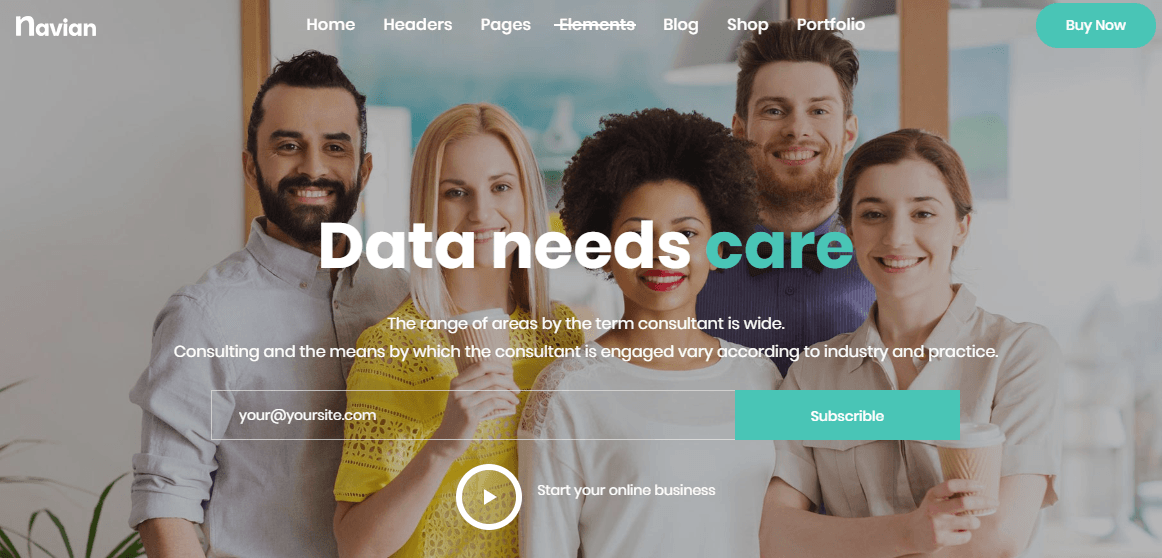 navian
Home Headers Pages Elements Blog Shop Portfolio
Buy Now
Data needs care
The range of areas by the term consultant is wide.
Consulting and the means by which the consultant is engaged vary according to industry and practice.
your@yoursite.com
Subscrible
Start your online business